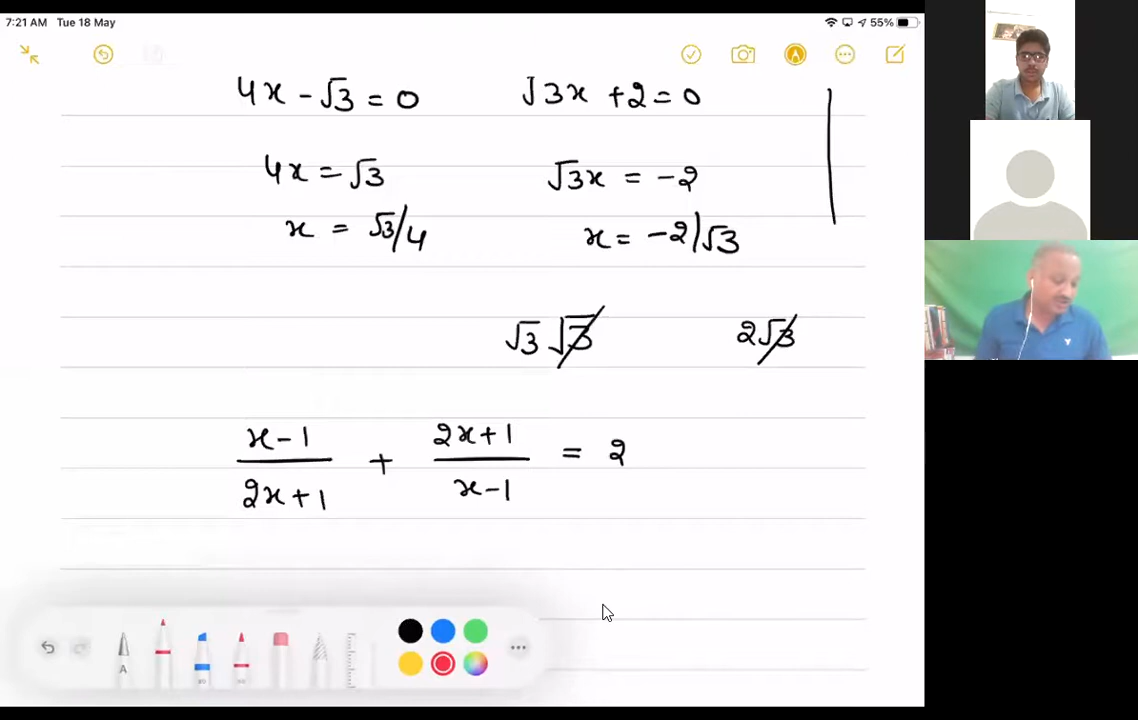 7:21 AM Tue 18 May 55%
4x - √3 = 0 √3x + 2 = 0
4x = √3 √3x = -2
x = √3/4 x = -2/√3
√3 √3 2√3
x-1 2x+1
+ = 2
2x+1 x-1
A